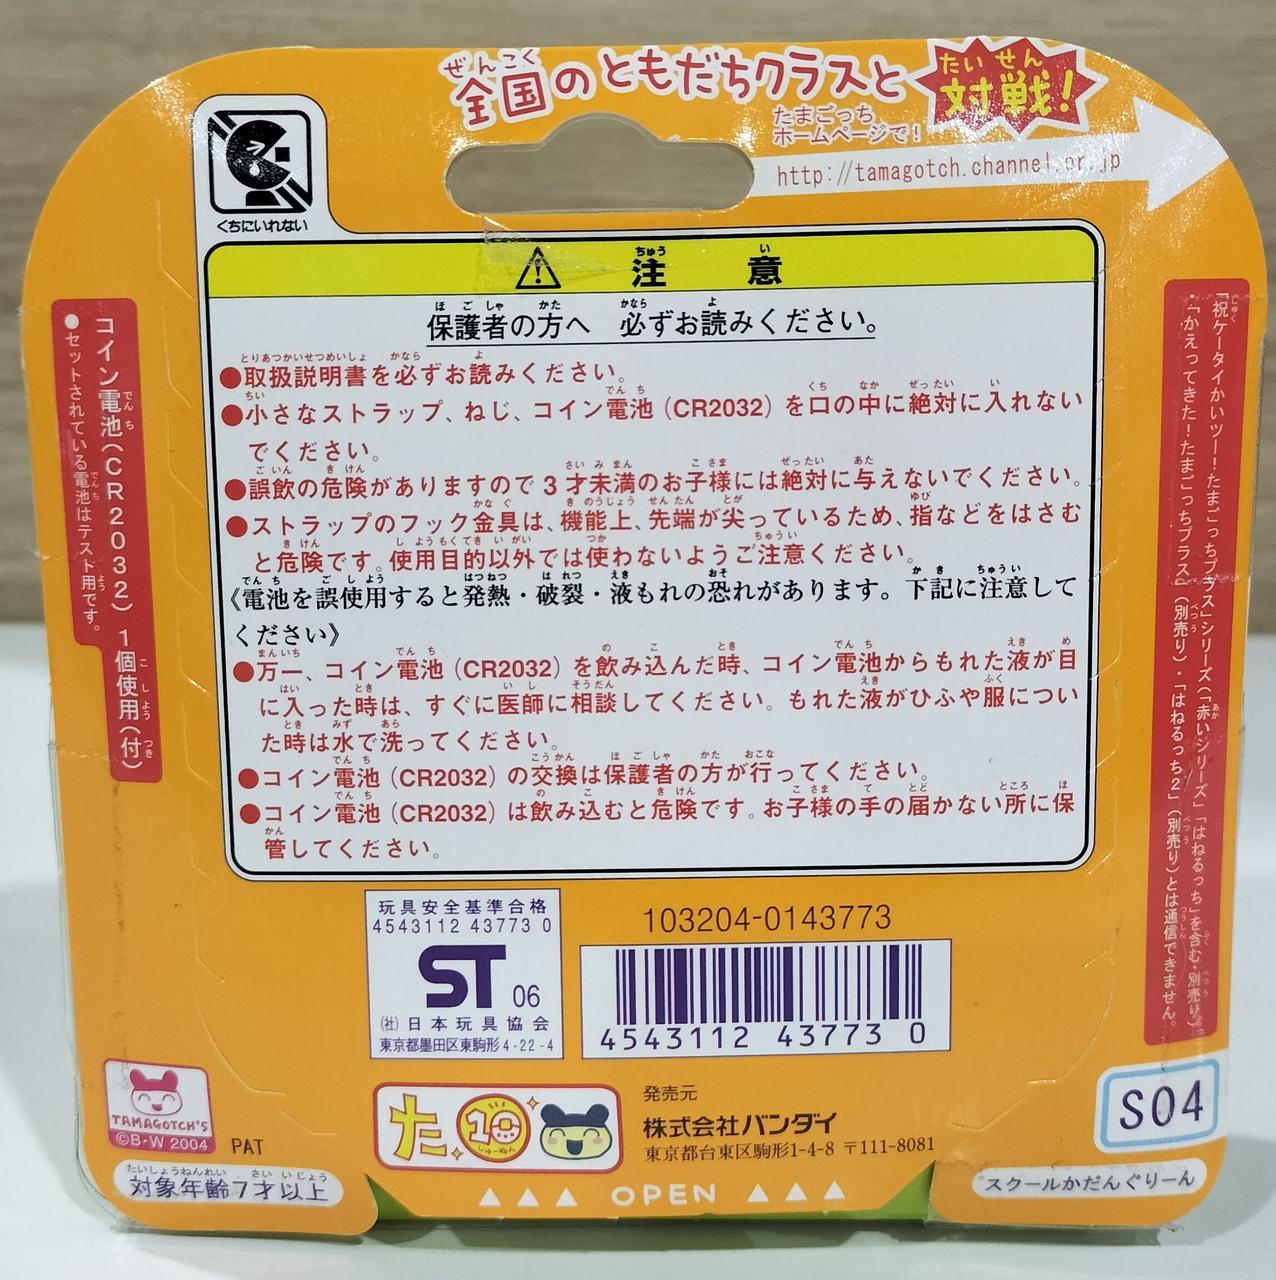 ぜんこく
全国のともだちクラスと
たいせん
対戦!
たまごっち
ホームページで!
http://tamagotch.channel.or.jp
くちにいれない
注意
保護者の方へ 必ずお読みください。
●取扱説明書を必ずお読みください。
●小さなストラップ、ねじ、コイン電池(CR2032)を口の中に絶対に入れない
でください。
●誤飲の危険がありますので3才未満のお子様には絶対に与えないでください。
●ストラップのフック金具は、機能上、先端が尖っているため、指などをはさむ
と危険です。使用目的以外では使わないようご注意ください。
《電池を誤使用すると発熱・破裂・液もれの恐れがあります。下記に注意して
ください》
●万一、コイン電池(CR2032)を飲み込んだ時、コイン電池からもれた液が目
に入った時は、すぐに医師に相談してください。もれた液がひふや服につい
た時は水で洗ってください。
●コイン電池(CR2032)の交換は保護者の方が行ってください。
●コイン電池(CR2032)は飲み込むと危険です。お子様の手の届かない所に保
管してください。
コイン電池(CR2032)1個使用(付)
●セットされている電池はテスト用です。
「祝ケータイかいツー!たまごっちプラス」シリーズ(「赤いシリーズ」「はねるっち」を含む・別売り)
・「かえってきた!たまごっちプラス」(別売り)・「はねるっち2」(別売り)とは通信できません。
玩具安全基準合格
4543112 43773 0
ST 06
(社)日本玩具協会
東京都墨田区東駒形4-22-4
103204-0143773
4543112 43773 0
TAMAGOTCH'S
©B・W 2004
PAT
対象年齢7才以上
た
10
しゅーねん
発売元
株式会社バンダイ
東京都台東区駒形1-4-8 〒111-8081
S04
スクールかだんぐりーん
▲▲▲ OPEN ▲▲▲